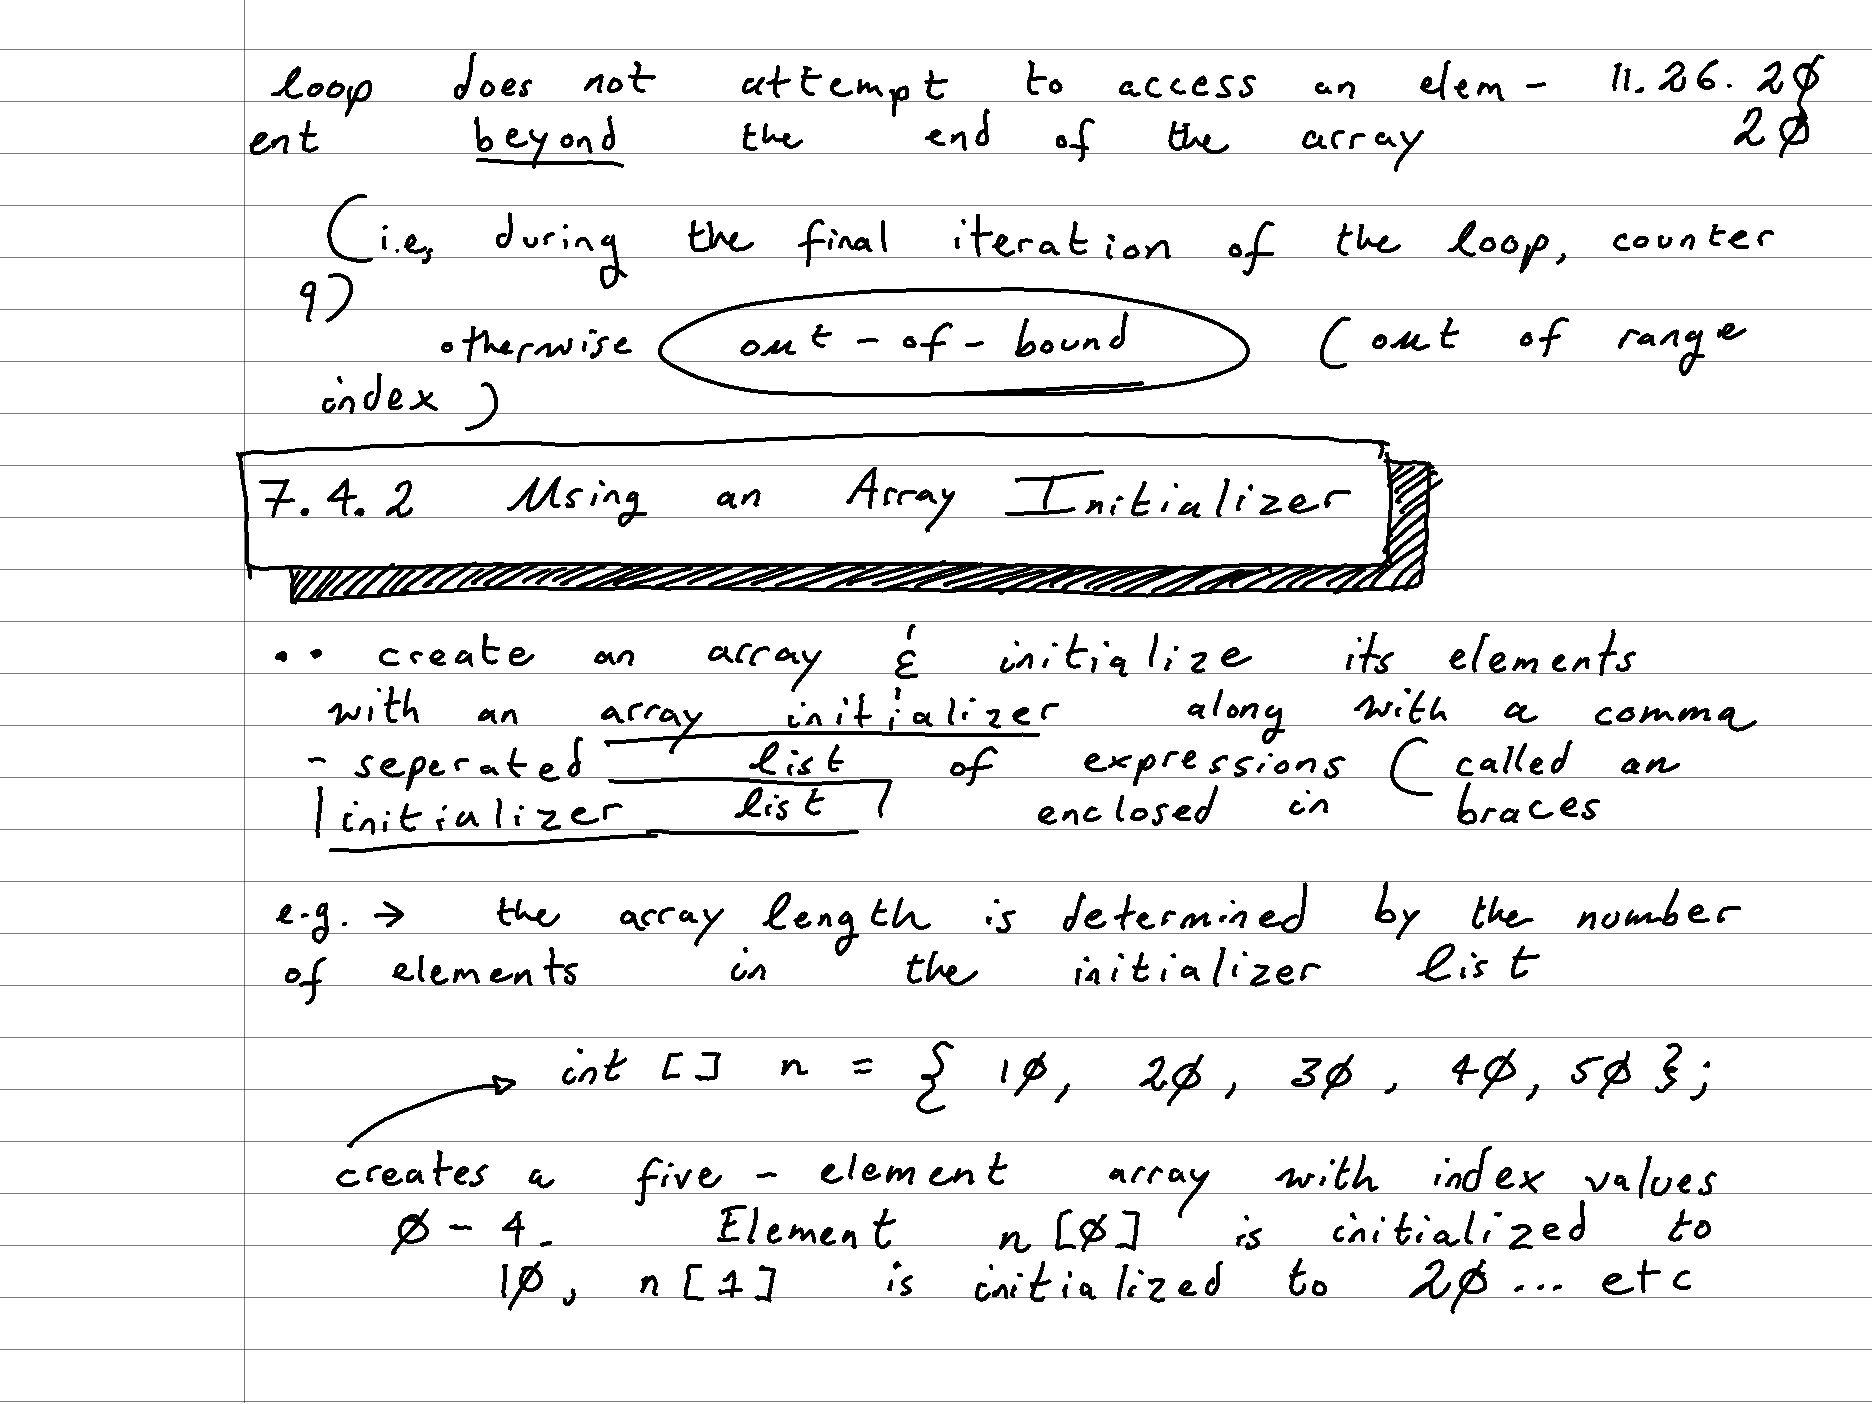 loop does not attempt to access an elem- 11.26.2Ø
ent beyond the end of the array 2Ø
(i.e, during the final iteration of the loop, counter
9)
otherwise out-of-bound (out of range
index)
7.4.2 Using an Array Initializer
.. create an array & initialize its elements
with an array initializer along with a comma
- seperated list of expressions (called an
initializer list) enclosed in braces
e.g. → the array length is determined by the number
of elements in the initializer list
int [] n = { 1Ø, 2Ø, 3Ø, 4Ø, 5Ø };
creates a five-element array with index values
Ø-4. Element n[Ø] is initialized to
1Ø, n[1] is initialized to 2Ø... etc